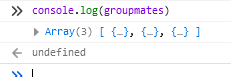 console.log(groupmates)
Array(3) [ {…}, {…}, {…} ]
undefined